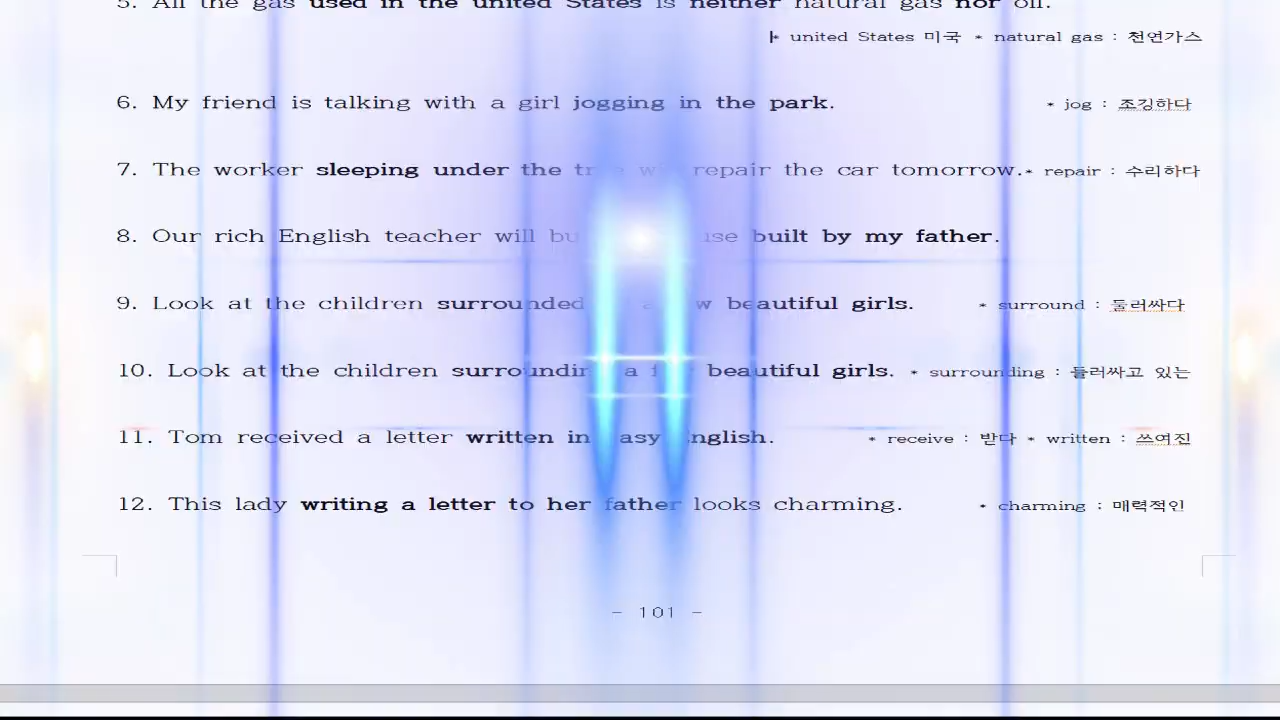 5. All the gas used in the united States is neither natural gas nor oil.
* united States 미국 * natural gas : 천연가스
6. My friend is talking with a girl jogging in the park. * jog : 조깅하다
7. The worker sleeping under the repair the car tomorrow. * repair : 수리하다
8. Our rich English teacher will built by my father.
9. Look at the children surrounded beautiful girls. * surround : 둘러싸다
10. Look at the children surrounding a beautiful girls. * surrounding : 둘러싸고 있는
11. Tom received a letter written in English. * receive : 받다 * written : 쓰여진
12. This lady writing a letter to her father looks charming. * charming : 매력적인
- 101 -